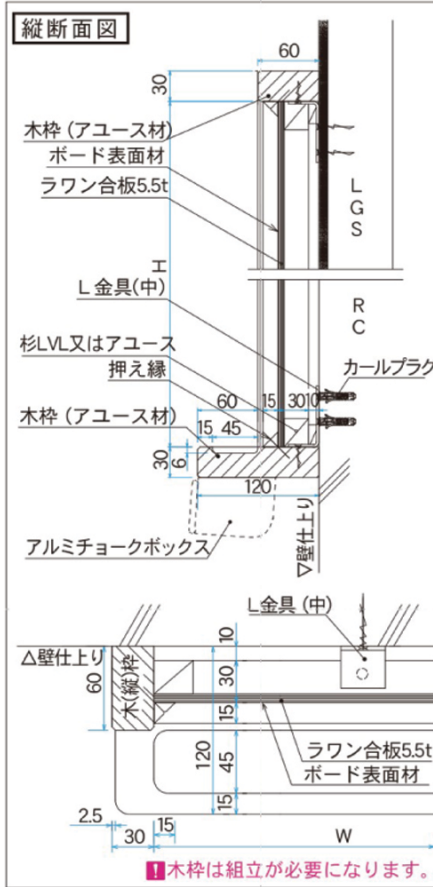 縦断面図
60
30
木枠(アユース材)
ボード表面材
ラワン合板5.5t
LGS
H
L金具(中)
RC
杉LVL又はアユース
カールプラグ
押え縁
60
15
30
10
木枠(アユース材)
15
45
30
6
120
アルミチョークボックス
▽壁仕上り
L金具(中)
10
△壁仕上り
60
木(縦)枠
30
15
120
45
15
ラワン合板5.5t
ボード表面材
2.5
30
15
W
!木枠は組立が必要になります。